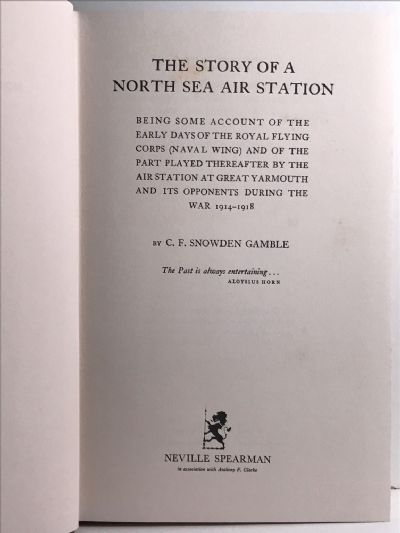 THE STORY OF A
NORTH SEA AIR STATION
BEING SOME ACCOUNT OF THE
EARLY DAYS OF THE ROYAL FLYING
CORPS (NAVAL WING) AND OF THE
PART PLAYED THEREAFTER BY THE
AIR STATION AT GREAT YARMOUTH
AND ITS OPPONENTS DURING THE
WAR 1914–1918
BY C. F. SNOWDEN GAMBLE
The Past is always entertaining . . .
ALOYSIUS HORN
NEVILLE SPEARMAN
in association with F. Clarke